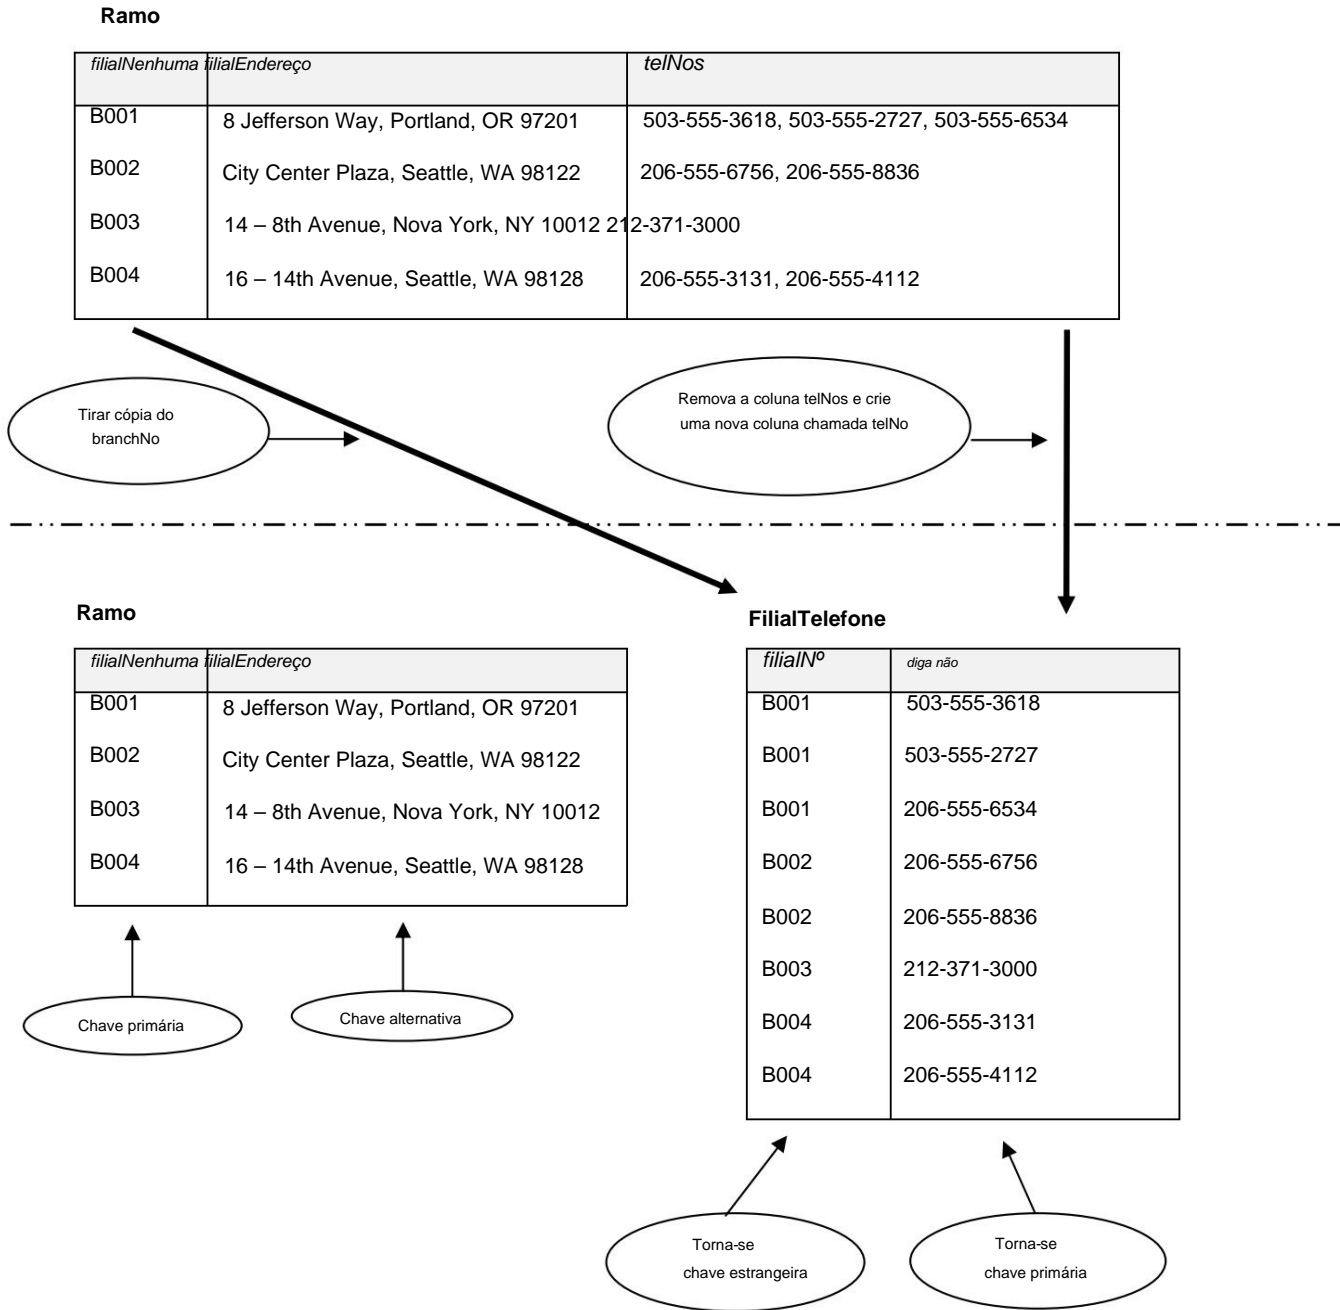 Ramo
filialNenhuma filialEndereço telNos
B001 8 Jefferson Way, Portland, OR 97201 503-555-3618, 503-555-2727, 503-555-6534
B002 City Center Plaza, Seattle, WA 98122 206-555-6756, 206-555-8836
B003 14 – 8th Avenue, Nova York, NY 10012 212-371-3000
B004 16 – 14th Avenue, Seattle, WA 98128 206-555-3131, 206-555-4112
Tirar cópia do
branchNo
Remova a coluna telNos e crie
uma nova coluna chamada telNo
Ramo
filialNenhuma filialEndereço
B001 8 Jefferson Way, Portland, OR 97201
B002 City Center Plaza, Seattle, WA 98122
B003 14 – 8th Avenue, Nova York, NY 10012
B004 16 – 14th Avenue, Seattle, WA 98128
Chave primária
Chave alternativa
FilialTelefone
filialNº diga não
B001 503-555-3618
B001 503-555-2727
B001 206-555-6534
B002 206-555-6756
B002 206-555-8836
B003 212-371-3000
B004 206-555-3131
B004 206-555-4112
Torna-se
chave estrangeira
Torna-se
chave primária